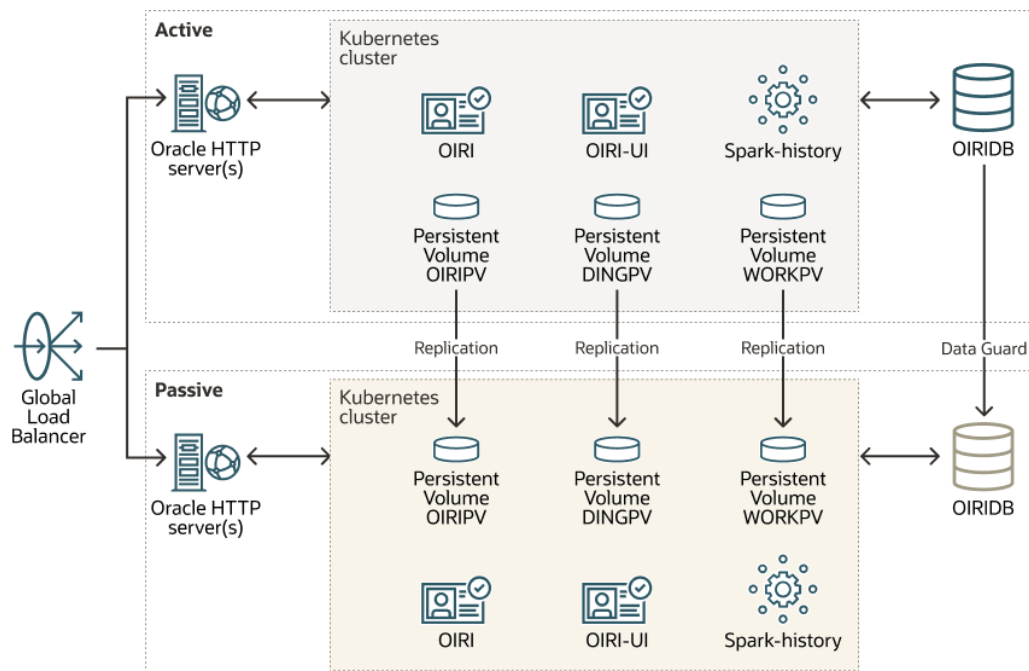 Active
Kubernetes
cluster
Oracle HTTP
server(s)
OIRI
OIRI-UI
Spark-history
OIRIDB
Persistent
Volume
OIRIPV
Persistent
Volume
DINGPV
Persistent
Volume
WORKPV
Replication
Replication
Replication
Data Guard
Global
Load
Balancer
Passive
Kubernetes
cluster
Oracle HTTP
server(s)
Persistent
Volume
OIRIPV
Persistent
Volume
DINGPV
Persistent
Volume
WORKPV
OIRIDB
OIRI
OIRI-UI
Spark-history